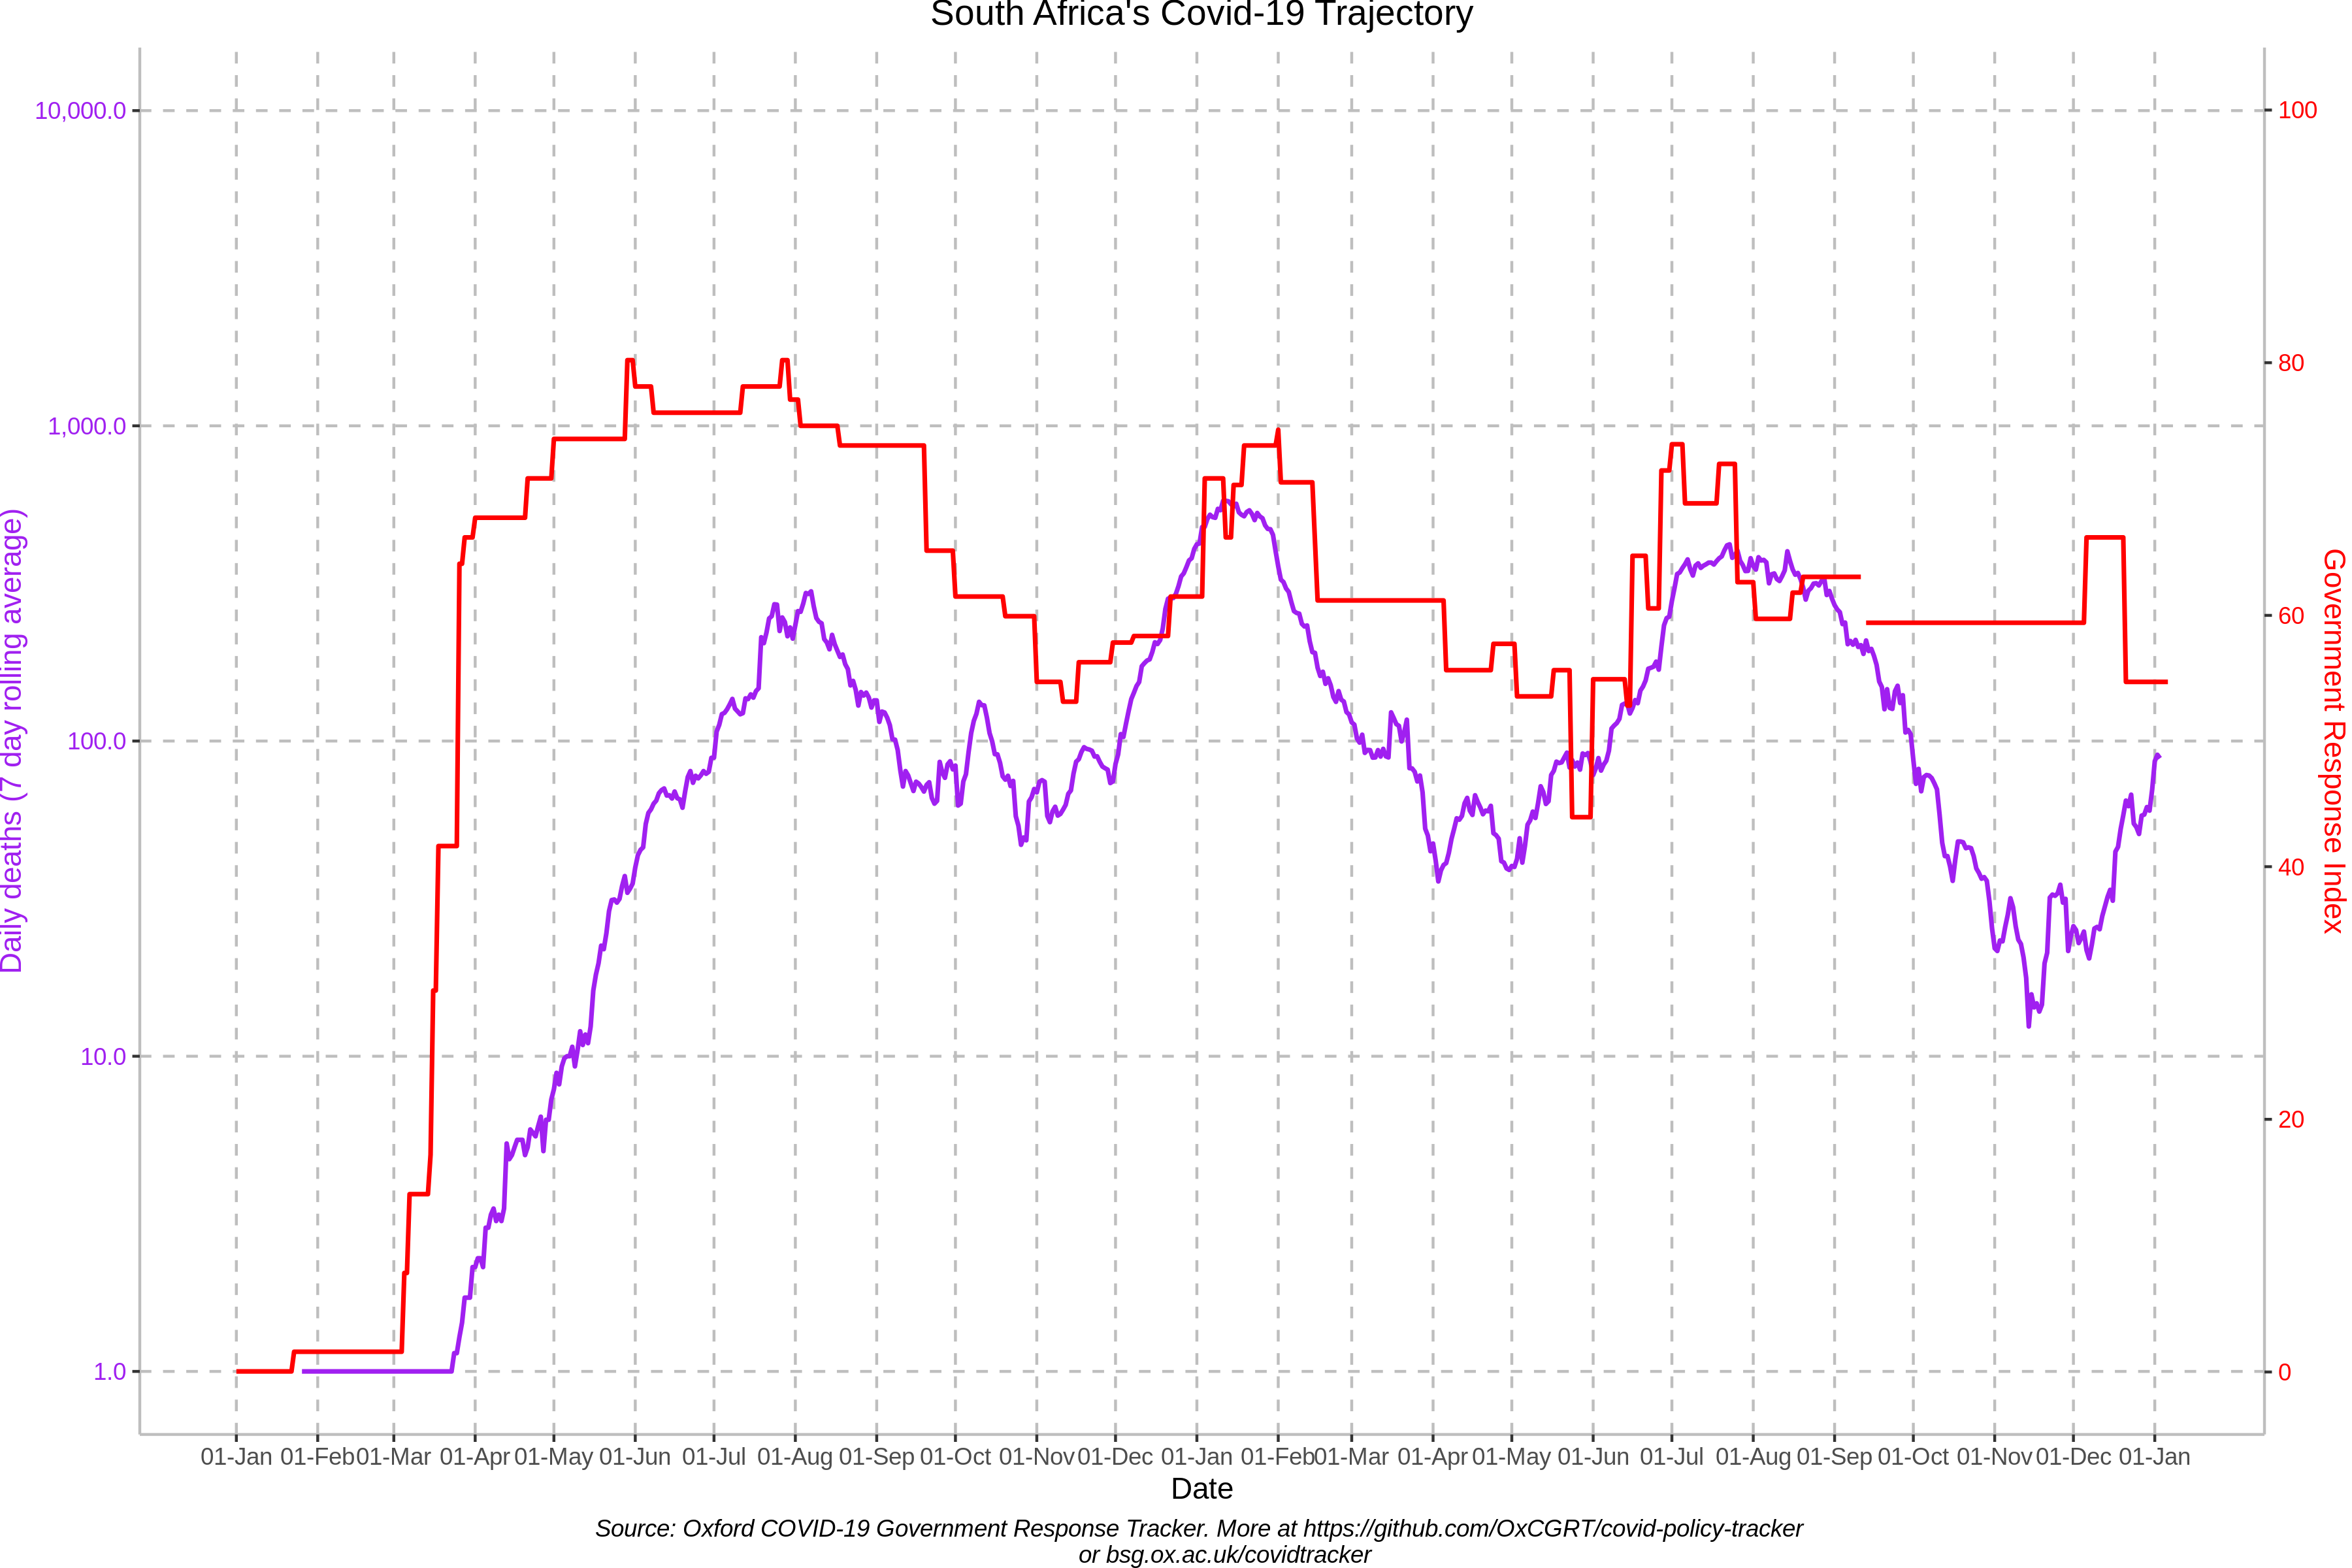 South Africa's Covid-19 Trajectory
10,000.0
1,000.0
100.0
10.0
1.0
Daily deaths (7 day rolling average)
100
80
60
40
20
0
Government Response Index
01-Jan 01-Feb 01-Mar 01-Apr 01-May 01-Jun 01-Jul 01-Aug 01-Sep 01-Oct 01-Nov 01-Dec 01-Jan 01-Feb 01-Mar 01-Apr 01-May 01-Jun 01-Jul 01-Aug 01-Sep 01-Oct 01-Nov 01-Dec 01-Jan
Date
Source: Oxford COVID-19 Government Response Tracker. More at https://github.com/OxCGRT/covid-policy-tracker
or bsg.ox.ac.uk/covidtracker